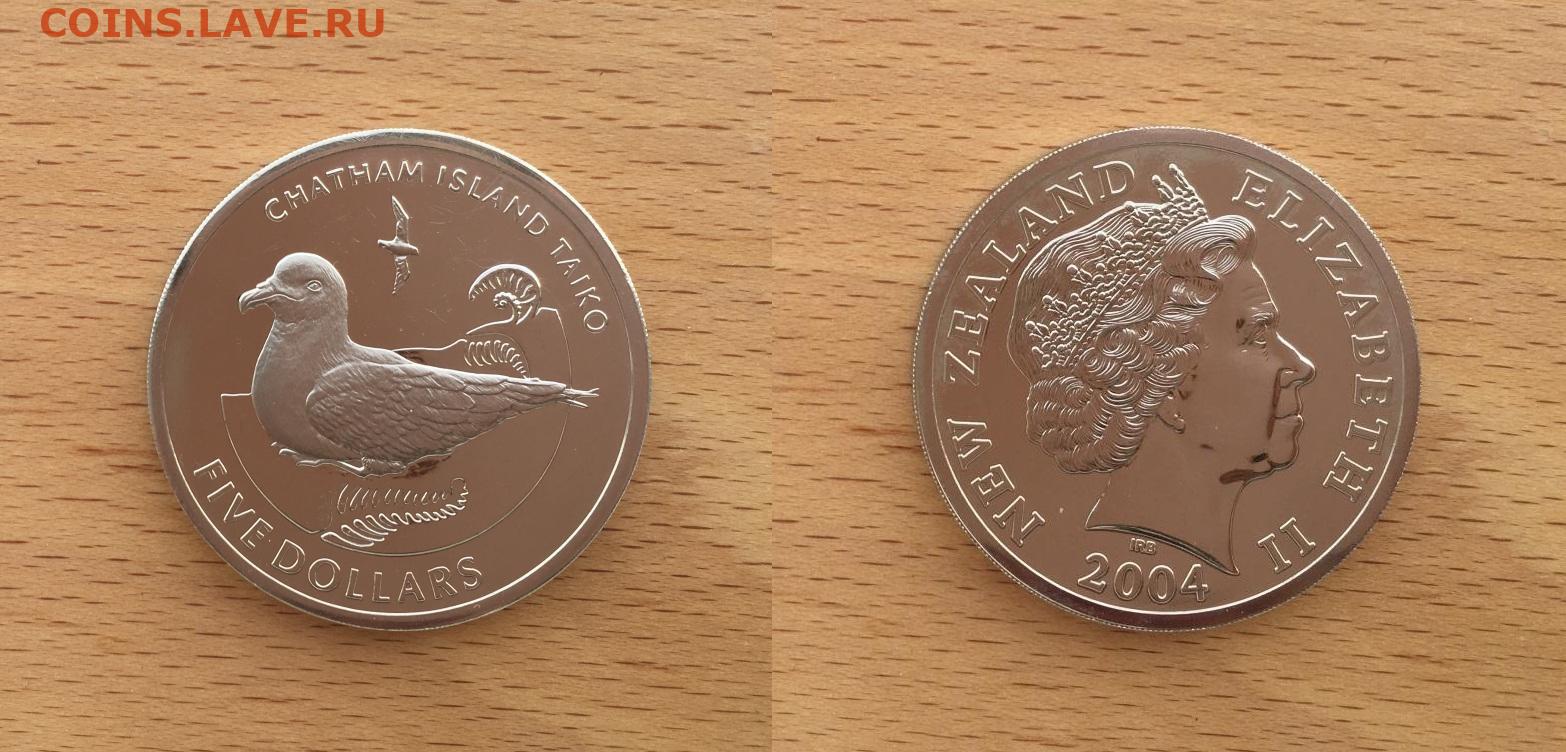 COINS.LAVE.RU
CHATHAM ISLAND TAIKO
FIVE DOLLARS
NEW ZEALAND ELIZABETH II
IRB
2004